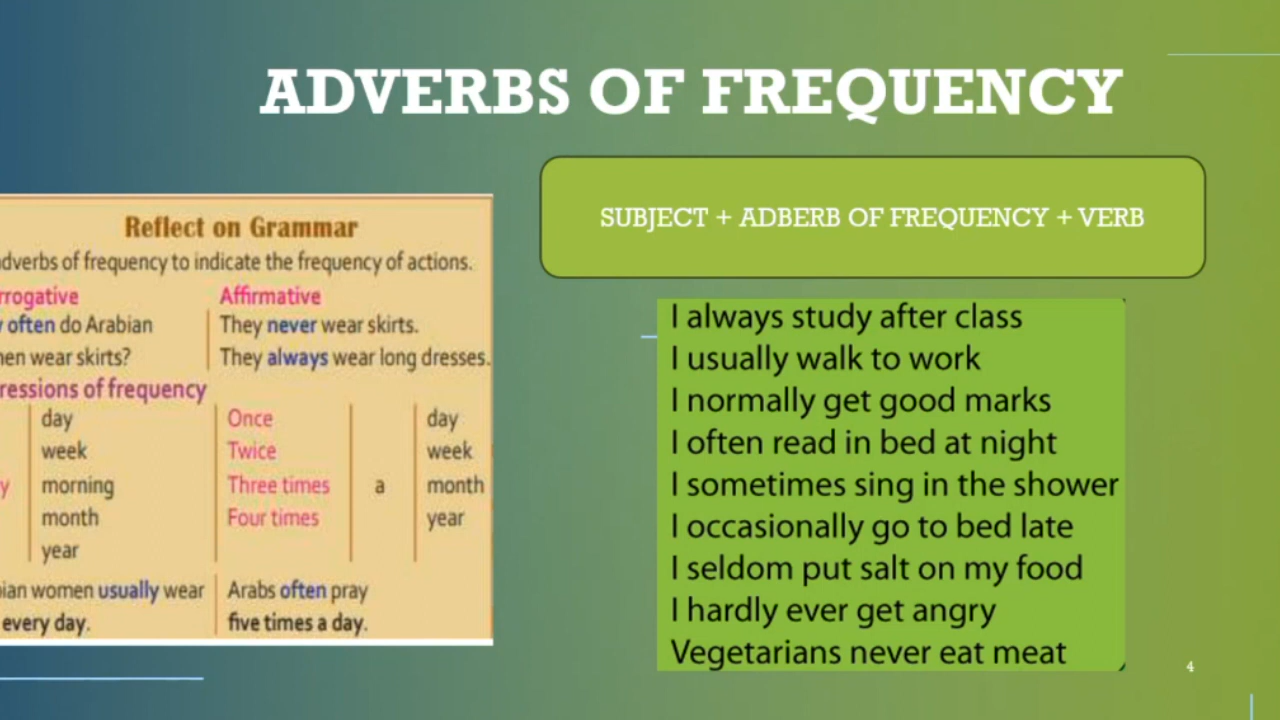 ADVERBS OF FREQUENCY
Reflect on Grammar
adverbs of frequency to indicate the frequency of actions.
Affirmative
often do Arabian
They never wear skirts.
wear skirts?
They always wear long dresses.
of frequency
day
week
morning
month
year
Once
Twice
Three times
Four times
a
day
week
month
year
women usually wear
every day.
Arabs often pray
five times a day.
SUBJECT + ADBERB OF FREQUENCY + VERB
I always study after class
I usually walk to work
I normally get good marks
I often read in bed at night
I sometimes sing in the shower
I occasionally go to bed late
I seldom put salt on my food
I hardly ever get angry
Vegetarians never eat meat
4